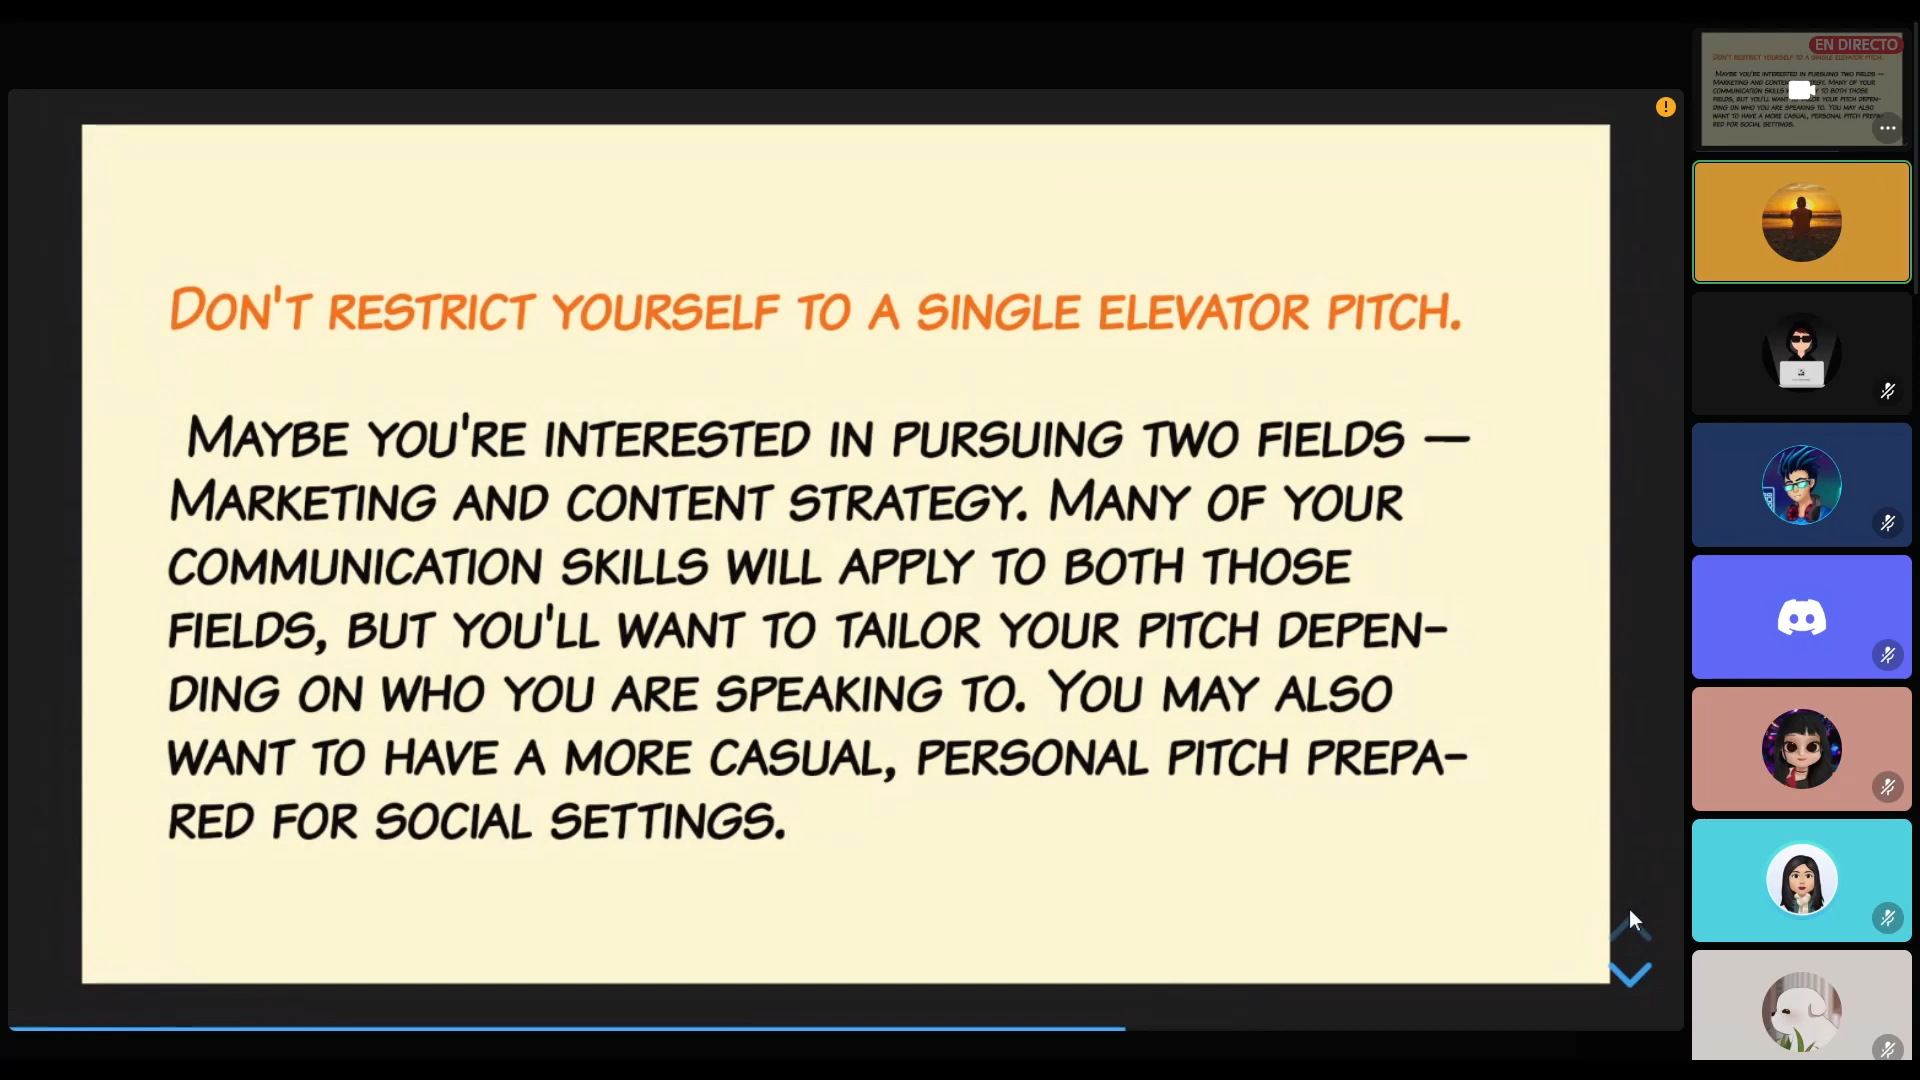 EN DIRECTO
DON'T RESTRICT YOURSELF TO A SINGLE ELEVATOR PITCH.
MAYBE YOU'RE INTERESTED IN PURSUING TWO FIELDS —
MARKETING AND CONTENT STRATEGY. MANY OF YOUR
COMMUNICATION SKILLS WILL APPLY TO BOTH THOSE
FIELDS, BUT YOU'LL WANT TO TAILOR YOUR PITCH DEPEN-
DING ON WHO YOU ARE SPEAKING TO. YOU MAY ALSO
WANT TO HAVE A MORE CASUAL, PERSONAL PITCH PREPA-
RED FOR SOCIAL SETTINGS.